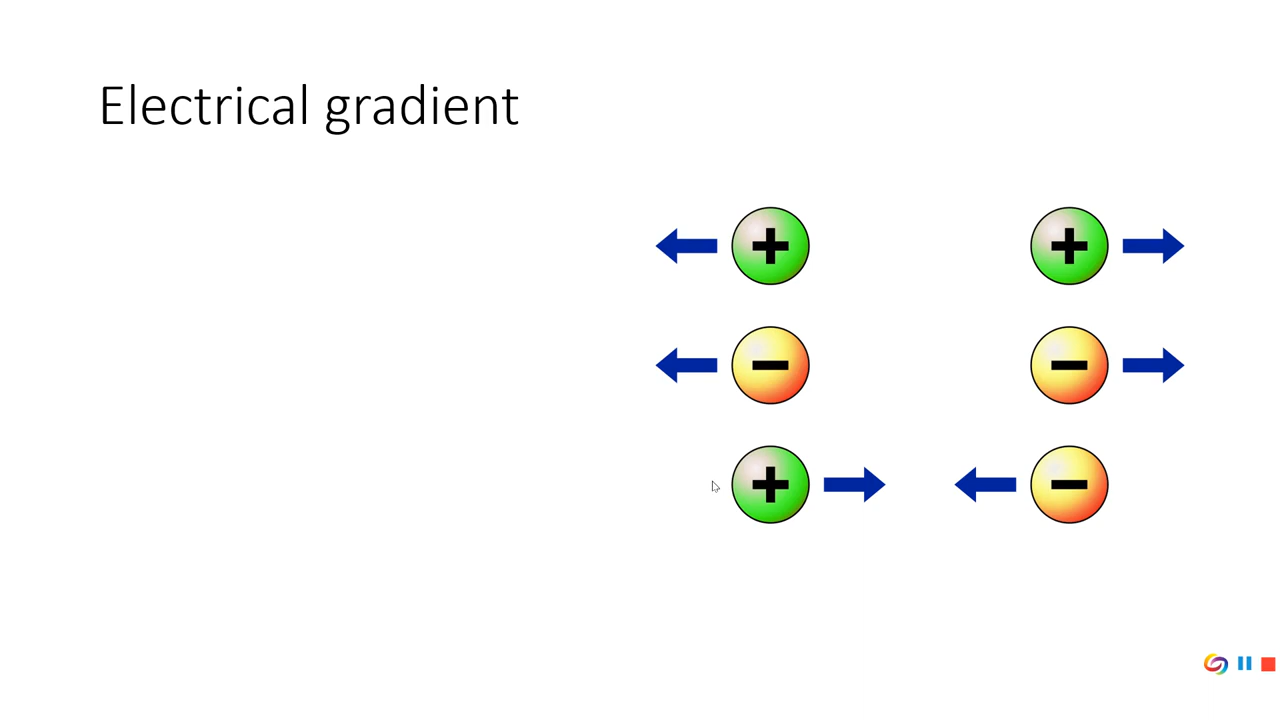 Electrical gradient
+ +
- -
+ -